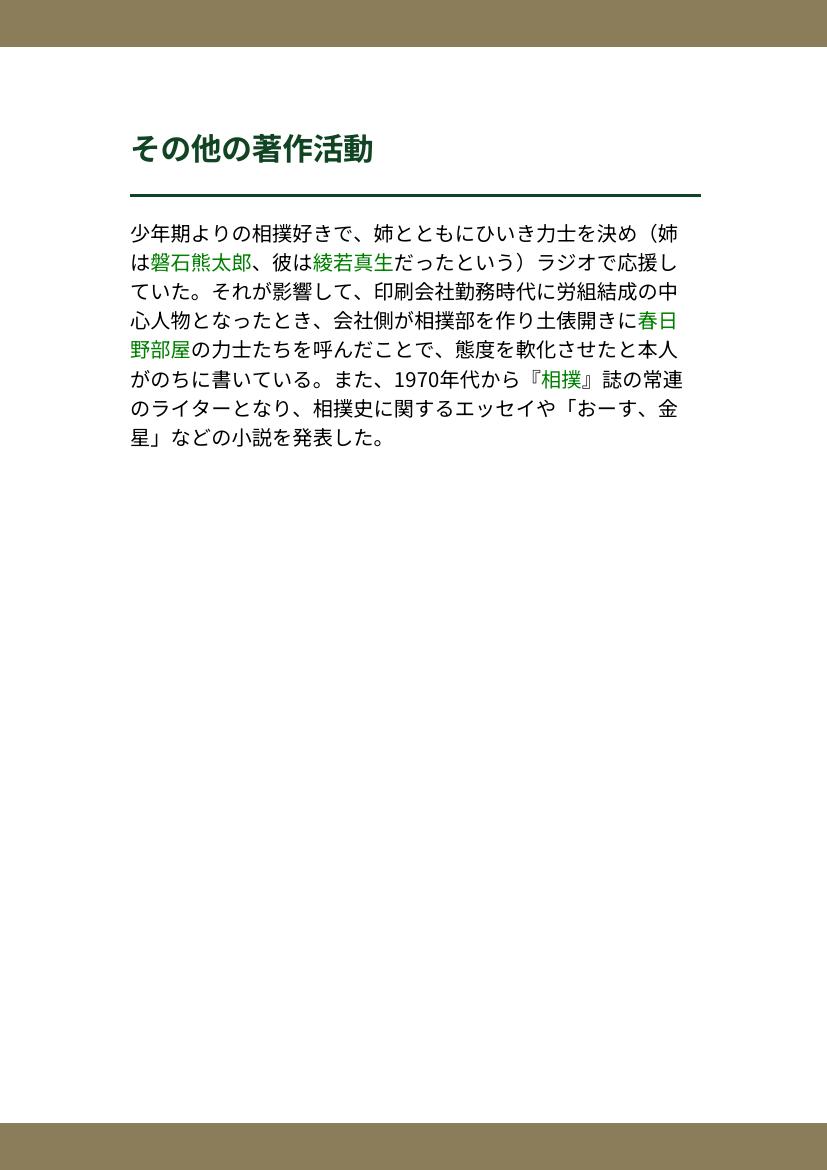 その他の著作活動
少年期よりの相撲好きで、姉とともにひいき力士を決め（姉
は磐石熊太郎、彼は綾若真生だったという）ラジオで応援し
ていた。それが影響して、印刷会社勤務時代に労組結成の中
心人物となったとき、会社側が相撲部を作り土俵開きに春日
野部屋の力士たちを呼んだことで、態度を軟化させたと本人
がのちに書いている。また、1970年代から『相撲』誌の常連
のライターとなり、相撲史に関するエッセイや「おーす、金
星」などの小説を発表した。